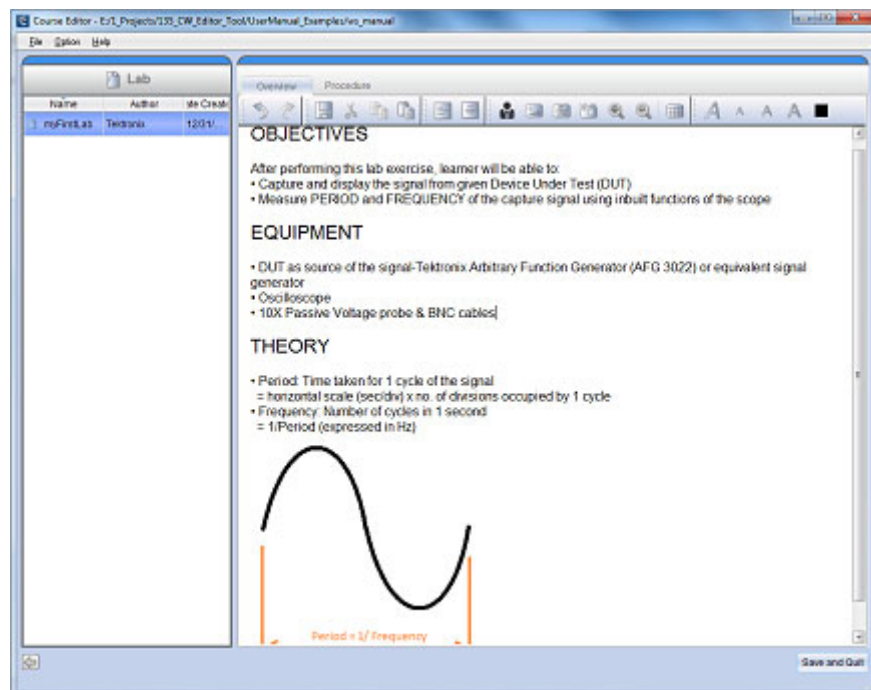 Course Editor - E:/1_Projects/135_CW_Editor_Tool/UserManual_Examples/ws_manual
File Option Help
Lab
Name Author te Create
myFirstLab Tektronix 12/31/...
Overview Procedure
A A A A
OBJECTIVES
After performing this lab exercise, learner will be able to:
• Capture and display the signal from given Device Under Test (DUT)
• Measure PERIOD and FREQUENCY of the capture signal using inbuilt functions of the scope
EQUIPMENT
• DUT as source of the signal-Tektronix Arbitrary Function Generator (AFG 3022) or equivalent signal
generator
• Oscilloscope
• 10X Passive Voltage probe & BNC cables
THEORY
• Period: Time taken for 1 cycle of the signal
= horizontal scale (sec/div) x no. of divisions occupied by 1 cycle
• Frequency: Number of cycles in 1 second
= 1/Period (expressed in Hz)
Period = 1/ Frequency
Save and Quit